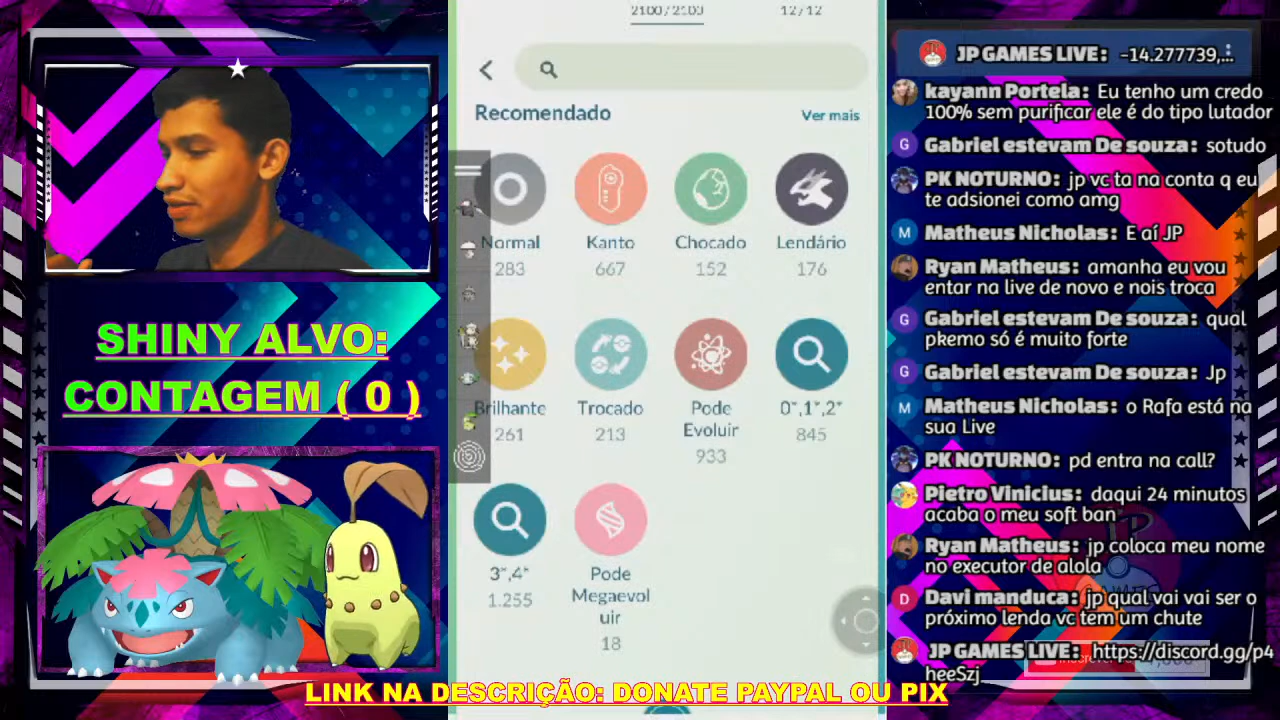 SHINY ALVO:
CONTAGEM ( 0 )
2100 / 2100
12 / 12
Recomendado
Ver mais
Normal
283
Kanto
667
Chocado
152
Lendário
176
Brilhante
261
Trocado
213
Pode
Evoluir
933
0*,1*,2*
845
3*,4*
1.255
Pode
Megaevol
uir
18
JP GAMES LIVE: -14.277739,...
kayann Portela: Eu tenho um credo
100% sem purificar ele é do tipo lutador
Gabriel estevam De souza: sotudo
PK NOTURNO: jp vc ta na conta q eu
te adsionei como amg
Matheus Nicholas: E aí JP
Ryan Matheus: amanha eu vou
entar na live de novo e nois troca
Gabriel estevam De souza: qual
pkemo só é muito forte
Gabriel estevam De souza: Jp
Matheus Nicholas: o Rafa está na
sua Live
PK NOTURNO: pd entra na call?
Pietro Vinicius: daqui 24 minutos
acaba o meu soft ban
Ryan Matheus: jp coloca meu nome
no executor de alola
Davi manduca: jp qual vai vai ser o
próximo lenda vc tem um chute
JP GAMES LIVE: https://discord.gg/p4
heeSzj
LINK NA DESCRIÇÃO: DONATE PAYPAL OU PIX